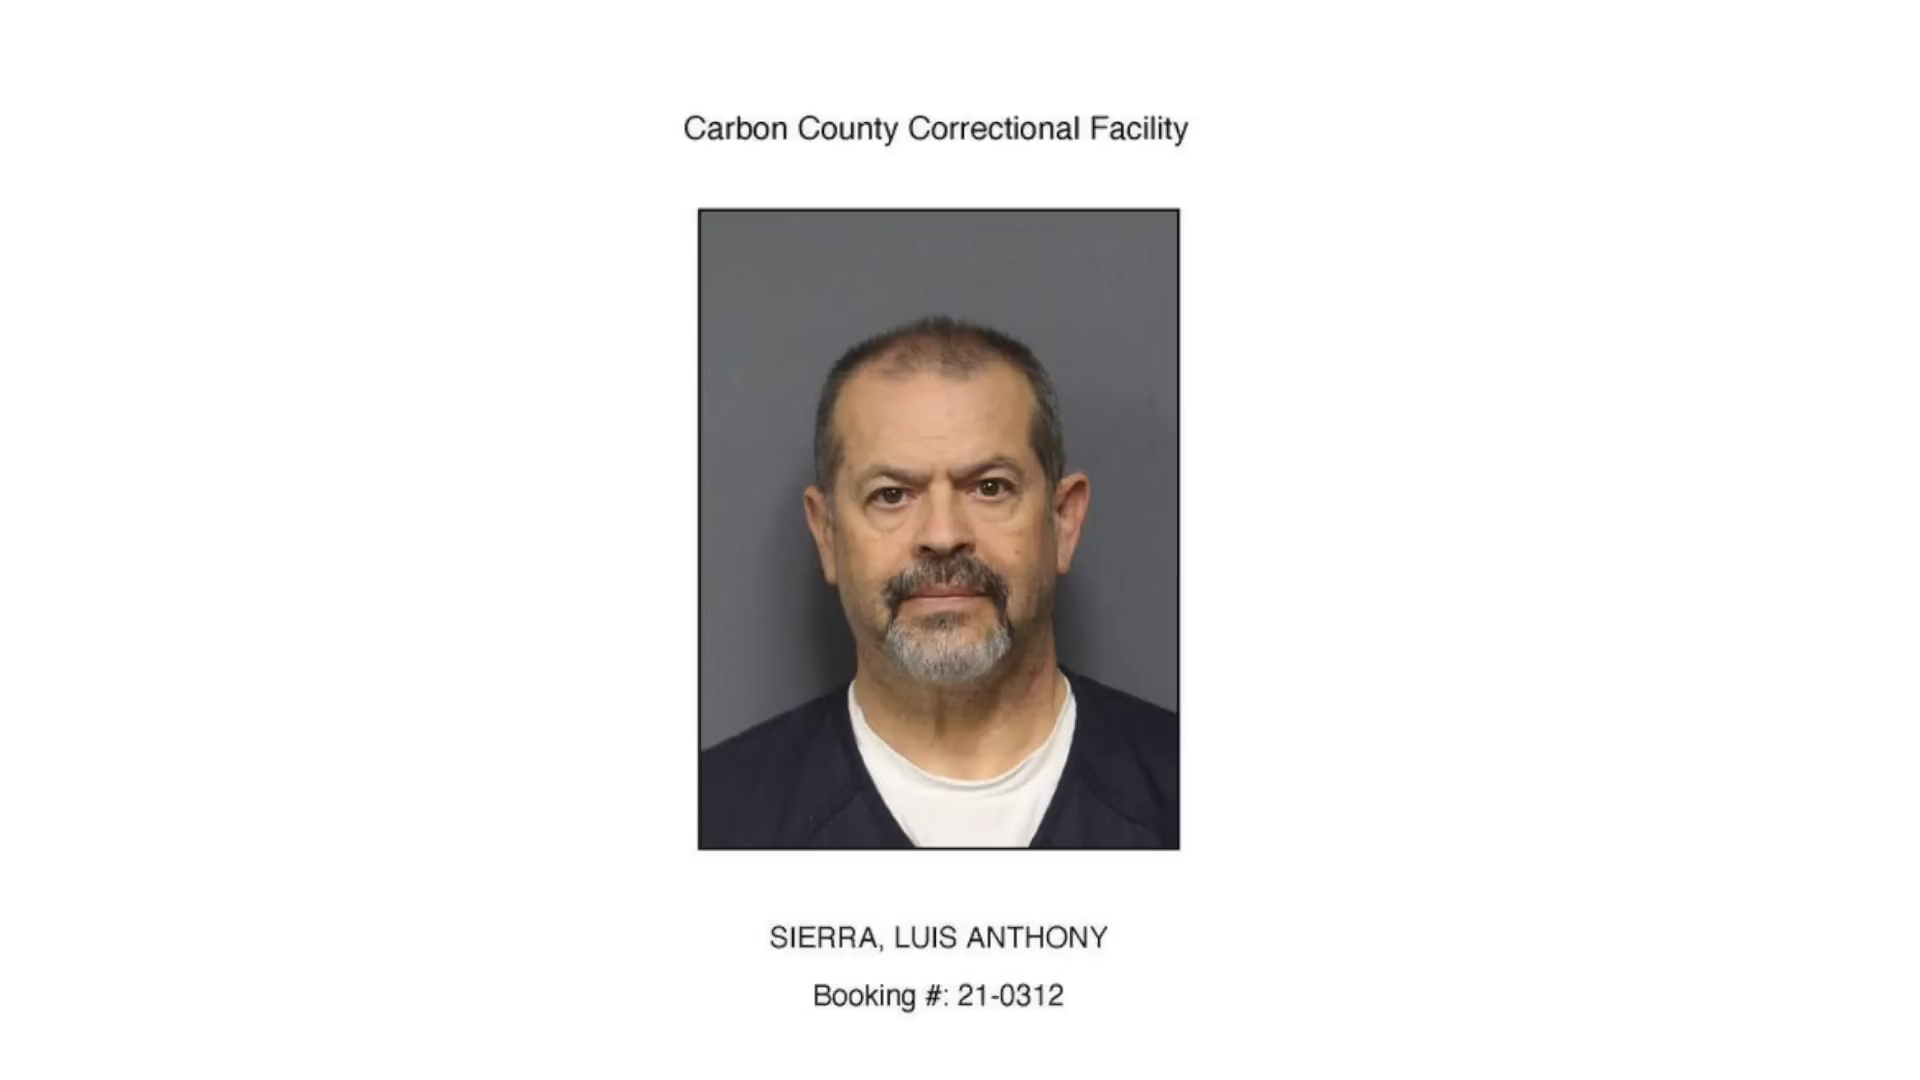 Carbon County Correctional Facility
SIERRA, LUIS ANTHONY
Booking #: 21-0312